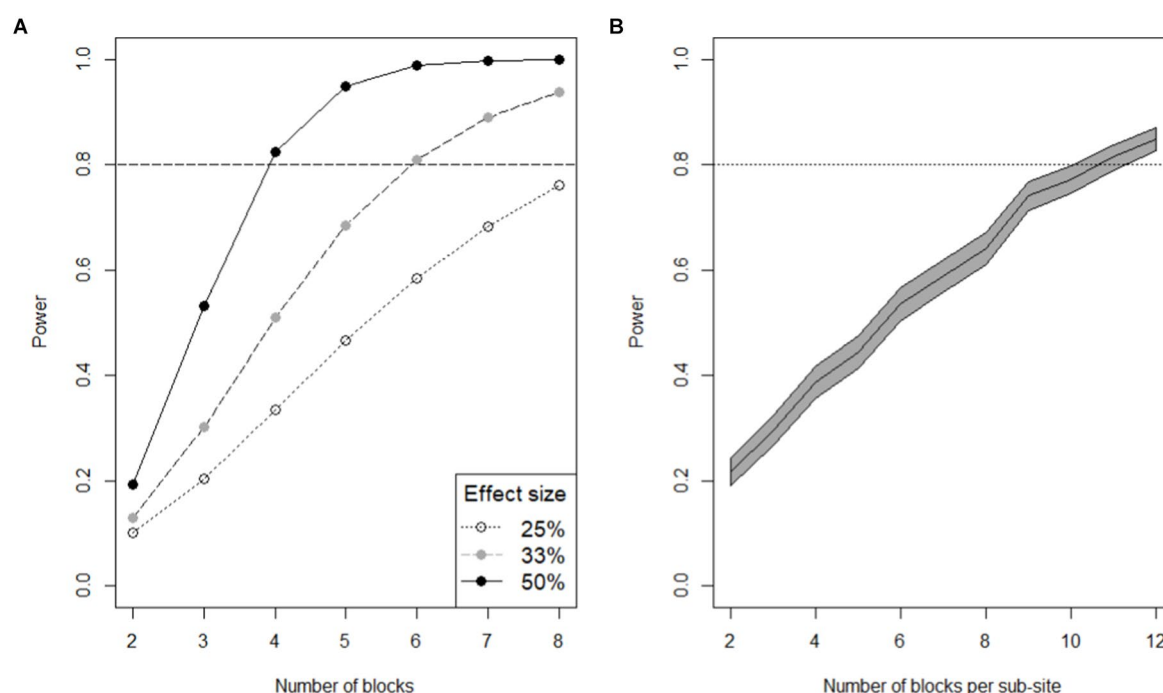 A
B
Power
1.0
0.8
0.6
0.4
0.2
0.0
Effect size
25%
33%
50%
2 3 4 5 6 7 8
Number of blocks
Power
1.0
0.8
0.6
0.4
0.2
0.0
2 4 6 8 10 12
Number of blocks per sub-site